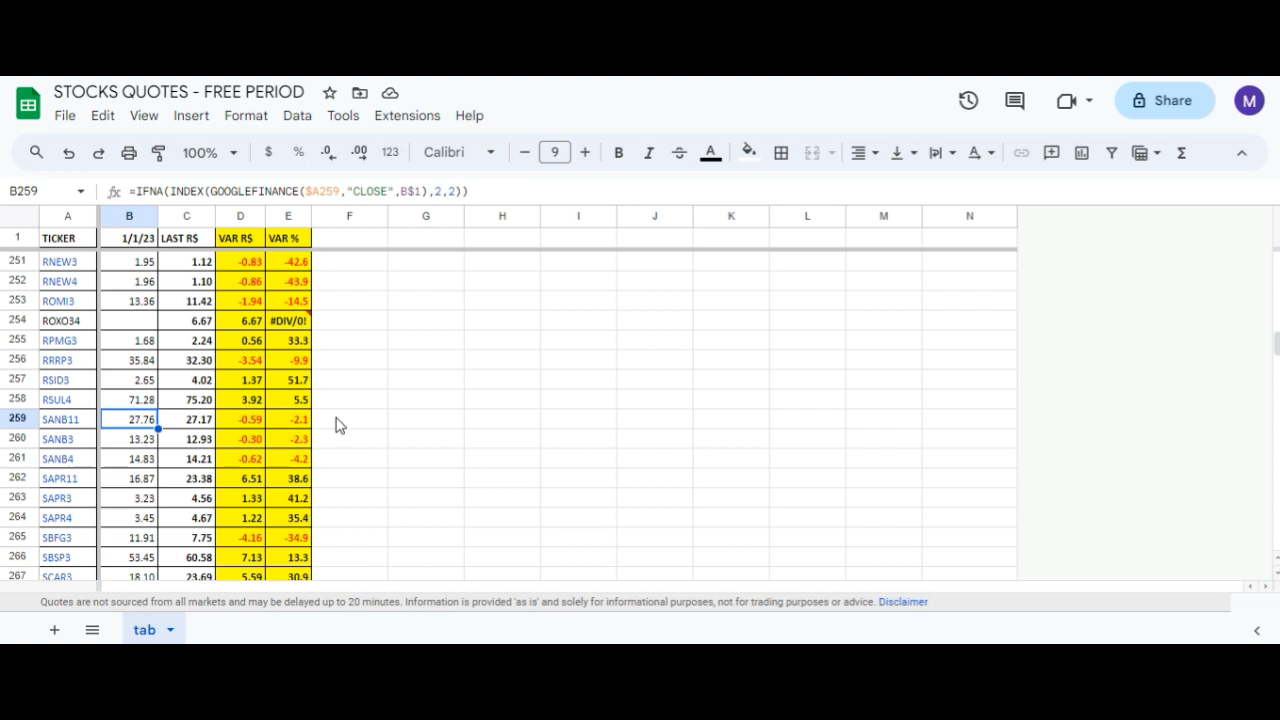 STOCKS QUOTES - FREE PERIOD
Share
M
File Edit View Insert Format Data Tools Extensions Help
100% $ % .0 .00 123 Calibri 9 B I A Σ
B259 fx =IFNA(INDEX(GOOGLEFINANCE($A259,"CLOSE",B$1),2,2))
A B C D E F G H I J K L M N
1 TICKER 1/1/23 LAST R$ VAR R$ VAR %
251 RNEW3 1.95 1.12 -0.83 -42.6
252 RNEW4 1.96 1.10 -0.86 -43.9
253 ROMI3 13.36 11.42 -1.94 -14.5
254 ROXO34 6.67 6.67 #DIV/0!
255 RPMG3 1.68 2.24 0.56 33.3
256 RRRP3 35.84 32.30 -3.54 -9.9
257 RSID3 2.65 4.02 1.37 51.7
258 RSUL4 71.28 75.20 3.92 5.5
259 SANB11 27.76 27.17 -0.59 -2.1
260 SANB3 13.23 12.93 -0.30 -2.3
261 SANB4 14.83 14.21 -0.62 -4.2
262 SAPR11 16.87 23.38 6.51 38.6
263 SAPR3 3.23 4.56 1.33 41.2
264 SAPR4 3.45 4.67 1.22 35.4
265 SBFG3 11.91 7.75 -4.16 -34.9
266 SBSP3 53.45 60.58 7.13 13.3
267 SCAR3 18.10 23.69 5.59 30.9
Quotes are not sourced from all markets and may be delayed up to 20 minutes. Information is provided 'as is' and solely for informational purposes, not for trading purposes or advice. Disclaimer
tab